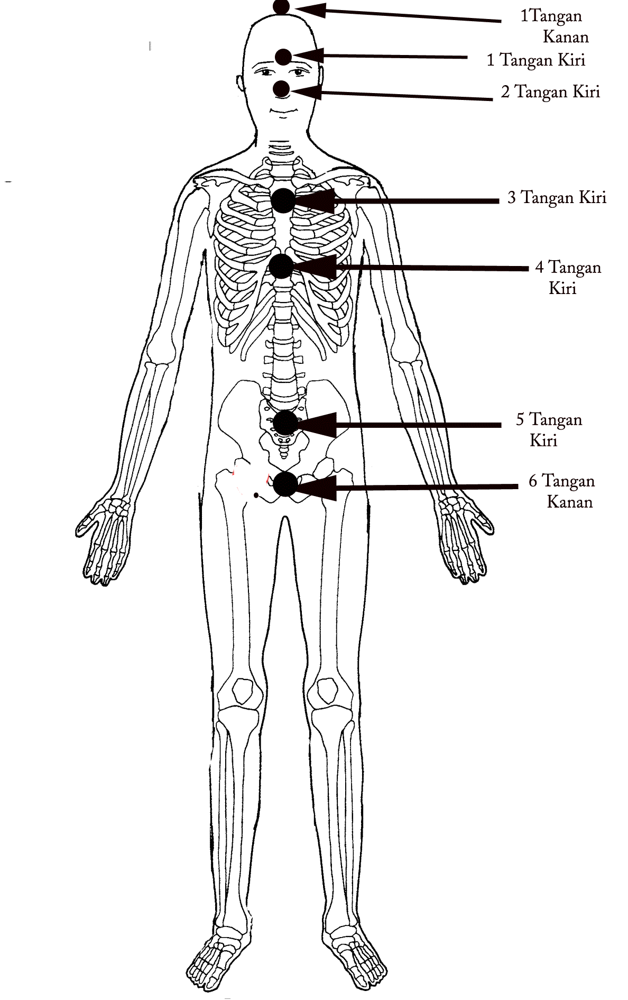 1Tangan
Kanan
1 Tangan Kiri
2 Tangan Kiri
3 Tangan Kiri
4 Tangan
Kiri
5 Tangan
Kiri
6 Tangan
Kanan